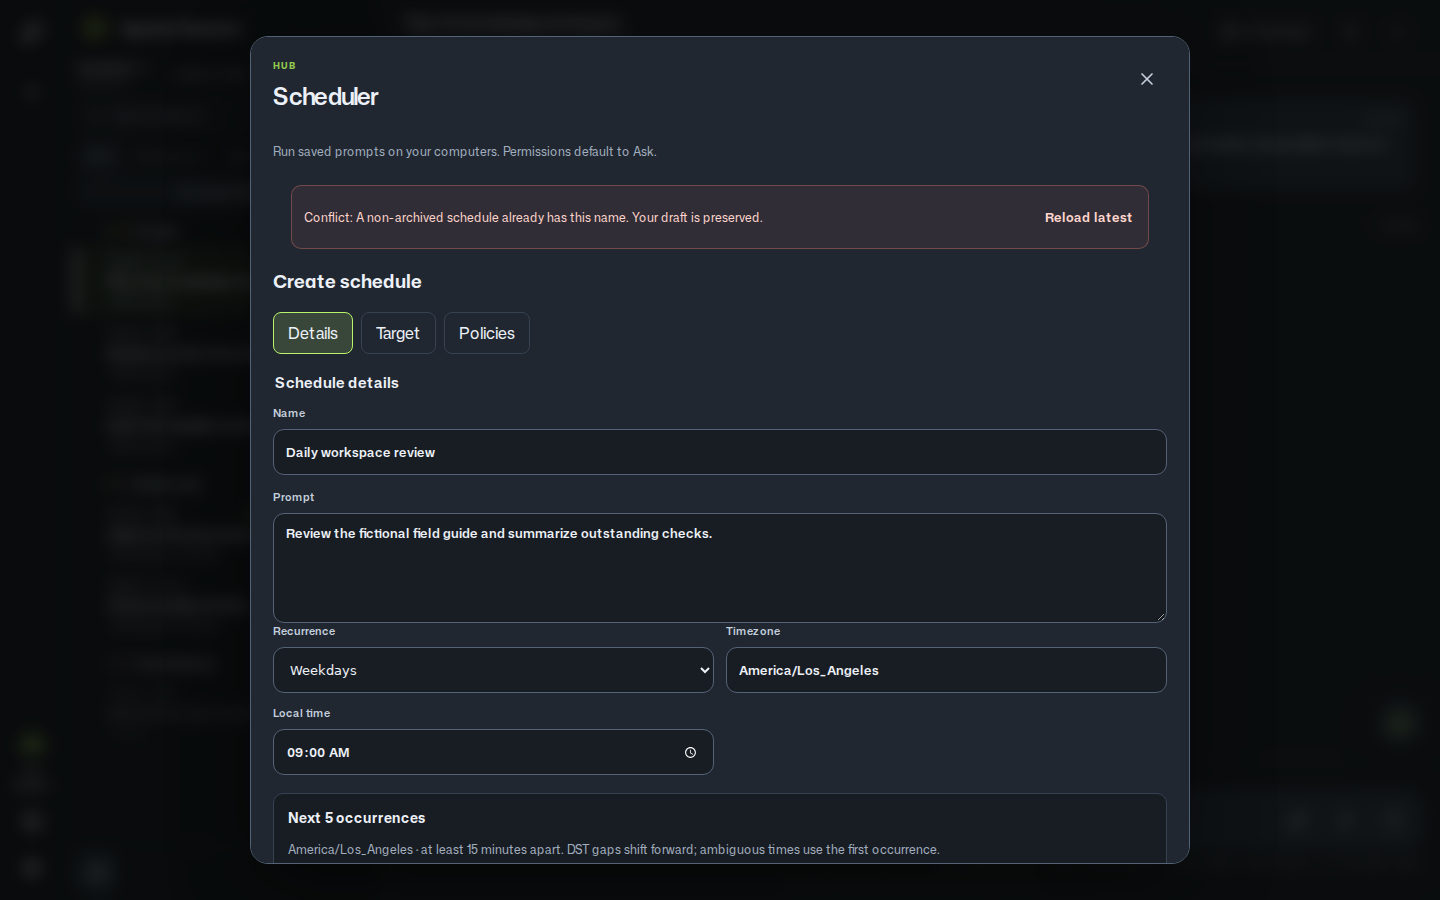 HUB
Scheduler
Run saved prompts on your computers. Permissions default to Ask.
Conflict: A non-archived schedule already has this name. Your draft is preserved.
Reload latest
Create schedule
Details
Target
Policies
Schedule details
Name
Daily workspace review
Prompt
Review the fictional field guide and summarize outstanding checks.
Recurrence
Timezone
Weekdays
America/Los_Angeles
Local time
09:00 AM
Next 5 occurrences
America/Los_Angeles · at least 15 minutes apart. DST gaps shift forward; ambiguous times use the first occurrence.